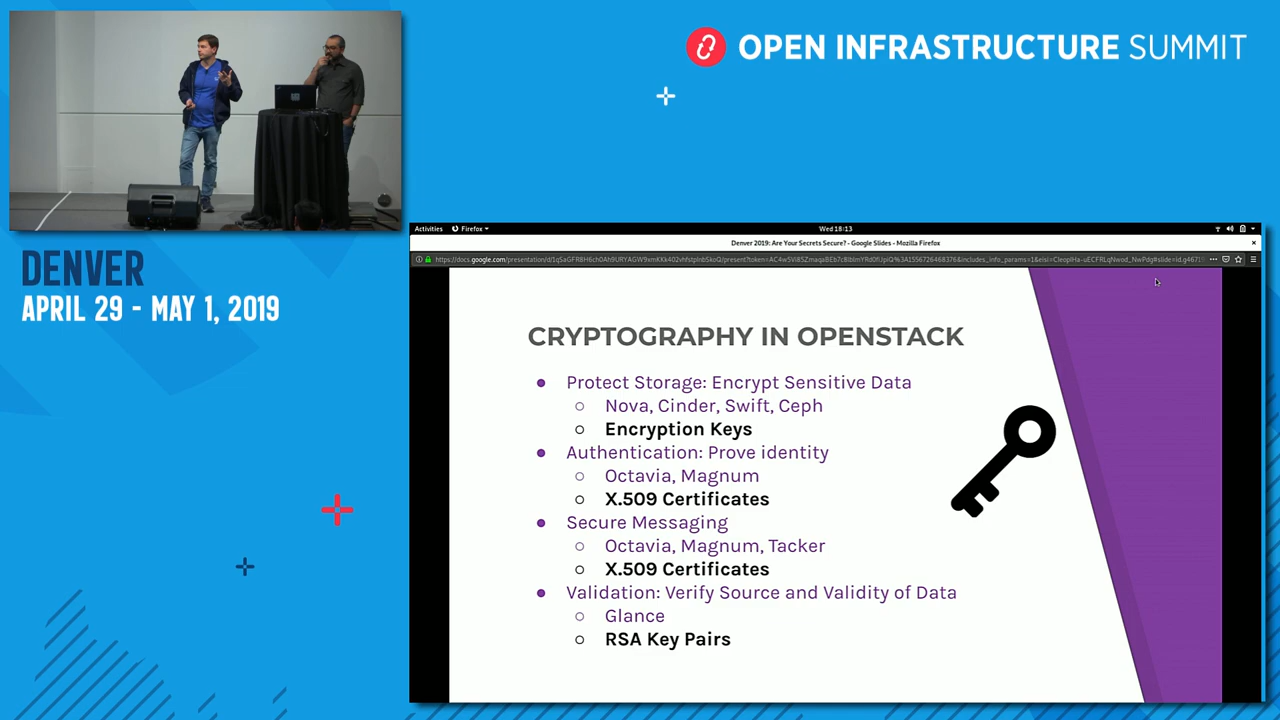 OPEN INFRASTRUCTURE SUMMIT
DENVER
APRIL 29 - MAY 1, 2019
Activities
Firefox
Wed 18:13
Denver 2019: Are Your Secrets Secure? - Google Slides - Mozilla Firefox
CRYPTOGRAPHY IN OPENSTACK
Protect Storage: Encrypt Sensitive Data
Nova, Cinder, Swift, Ceph
Encryption Keys
Authentication: Prove identity
Octavia, Magnum
X.509 Certificates
Secure Messaging
Octavia, Magnum, Tacker
X.509 Certificates
Validation: Verify Source and Validity of Data
Glance
RSA Key Pairs